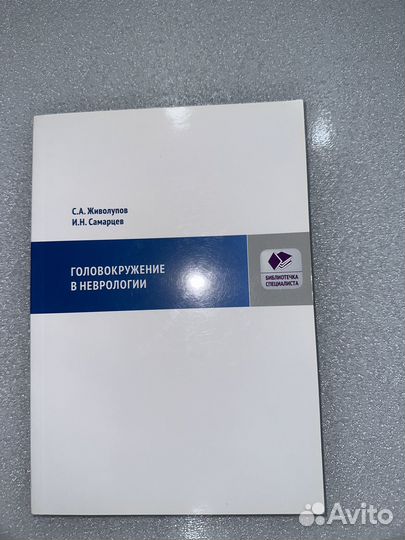 С.А. Живолупов
И.Н. Самарцев
ГОЛОВОКРУЖЕНИЕ
В НЕВРОЛОГИИ
БИБЛИОТЕЧКА
СПЕЦИАЛИСТА
Avito